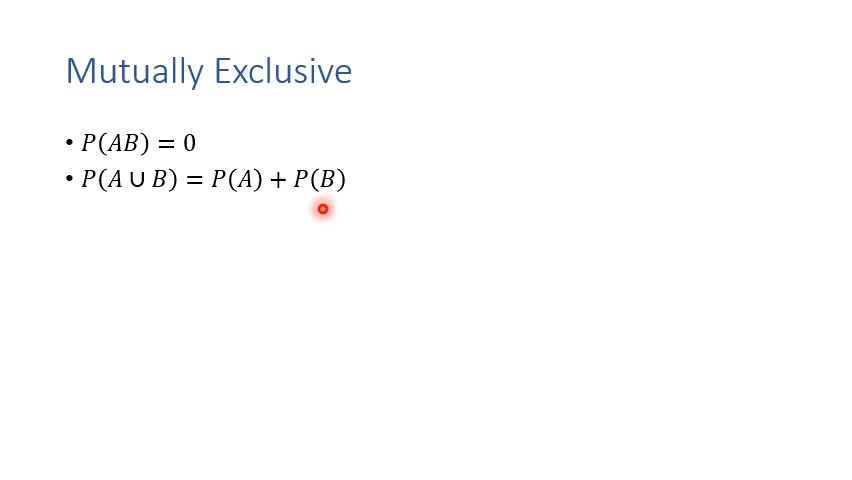 Mutually Exclusive
• P(AB) = 0
• P(A ∪ B) = P(A) + P(B)